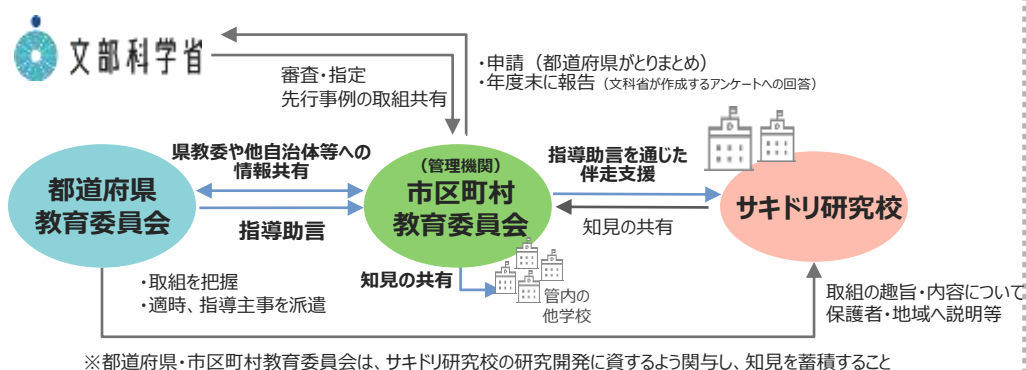 文部科学省
審査・指定
先行事例の取組共有
・申請（都道府県がとりまとめ）
・年度末に報告（文科省が作成するアンケートへの回答）
都道府県
教育委員会
県教委や他自治体等への
情報共有
指導助言
（管理機関）
市区町村
教育委員会
指導助言を通じた
伴走支援
知見の共有
サキドリ研究校
知見の共有
管内の
他学校
・取組を把握
・適時、指導主事を派遣
取組の趣旨・内容について
保護者・地域へ説明等
※都道府県・市区町村教育委員会は、サキドリ研究校の研究開発に資するよう関与し、知見を蓄積すること